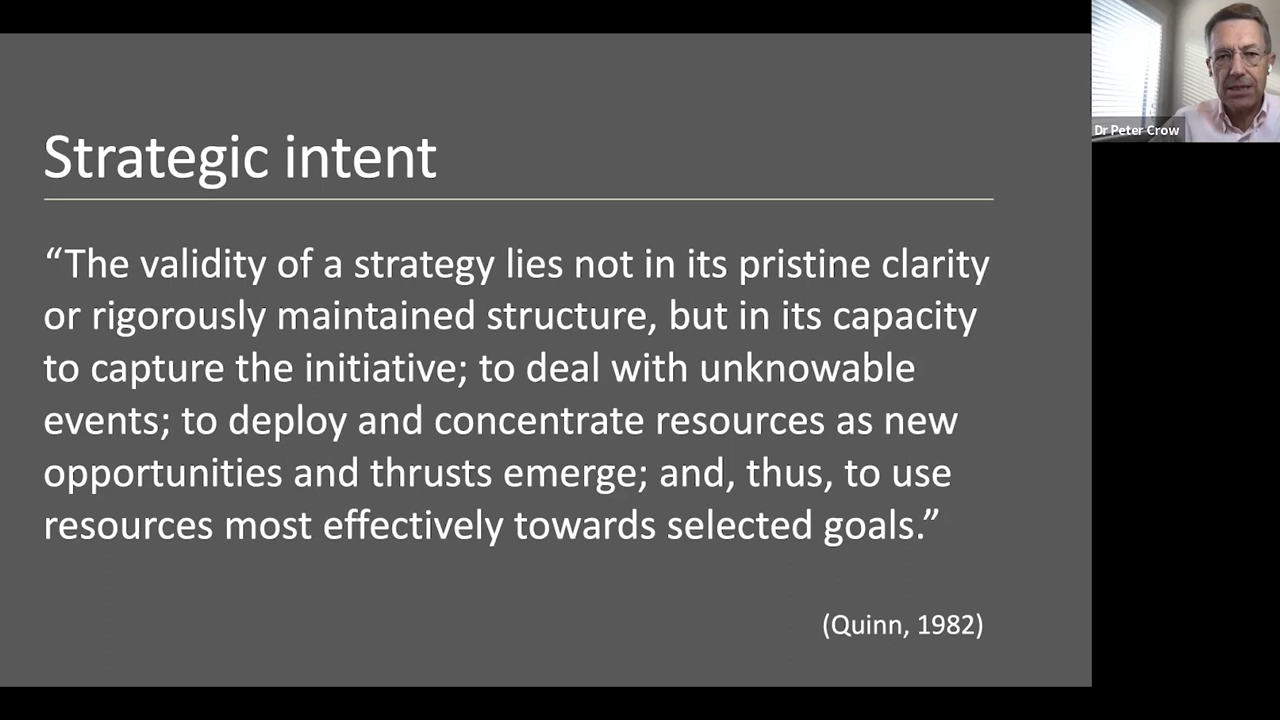 Strategic intent
“The validity of a strategy lies not in its pristine clarity
or rigorously maintained structure, but in its capacity
to capture the initiative; to deal with unknowable
events; to deploy and concentrate resources as new
opportunities and thrusts emerge; and, thus, to use
resources most effectively towards selected goals.”
(Quinn, 1982)
Dr Peter Crow